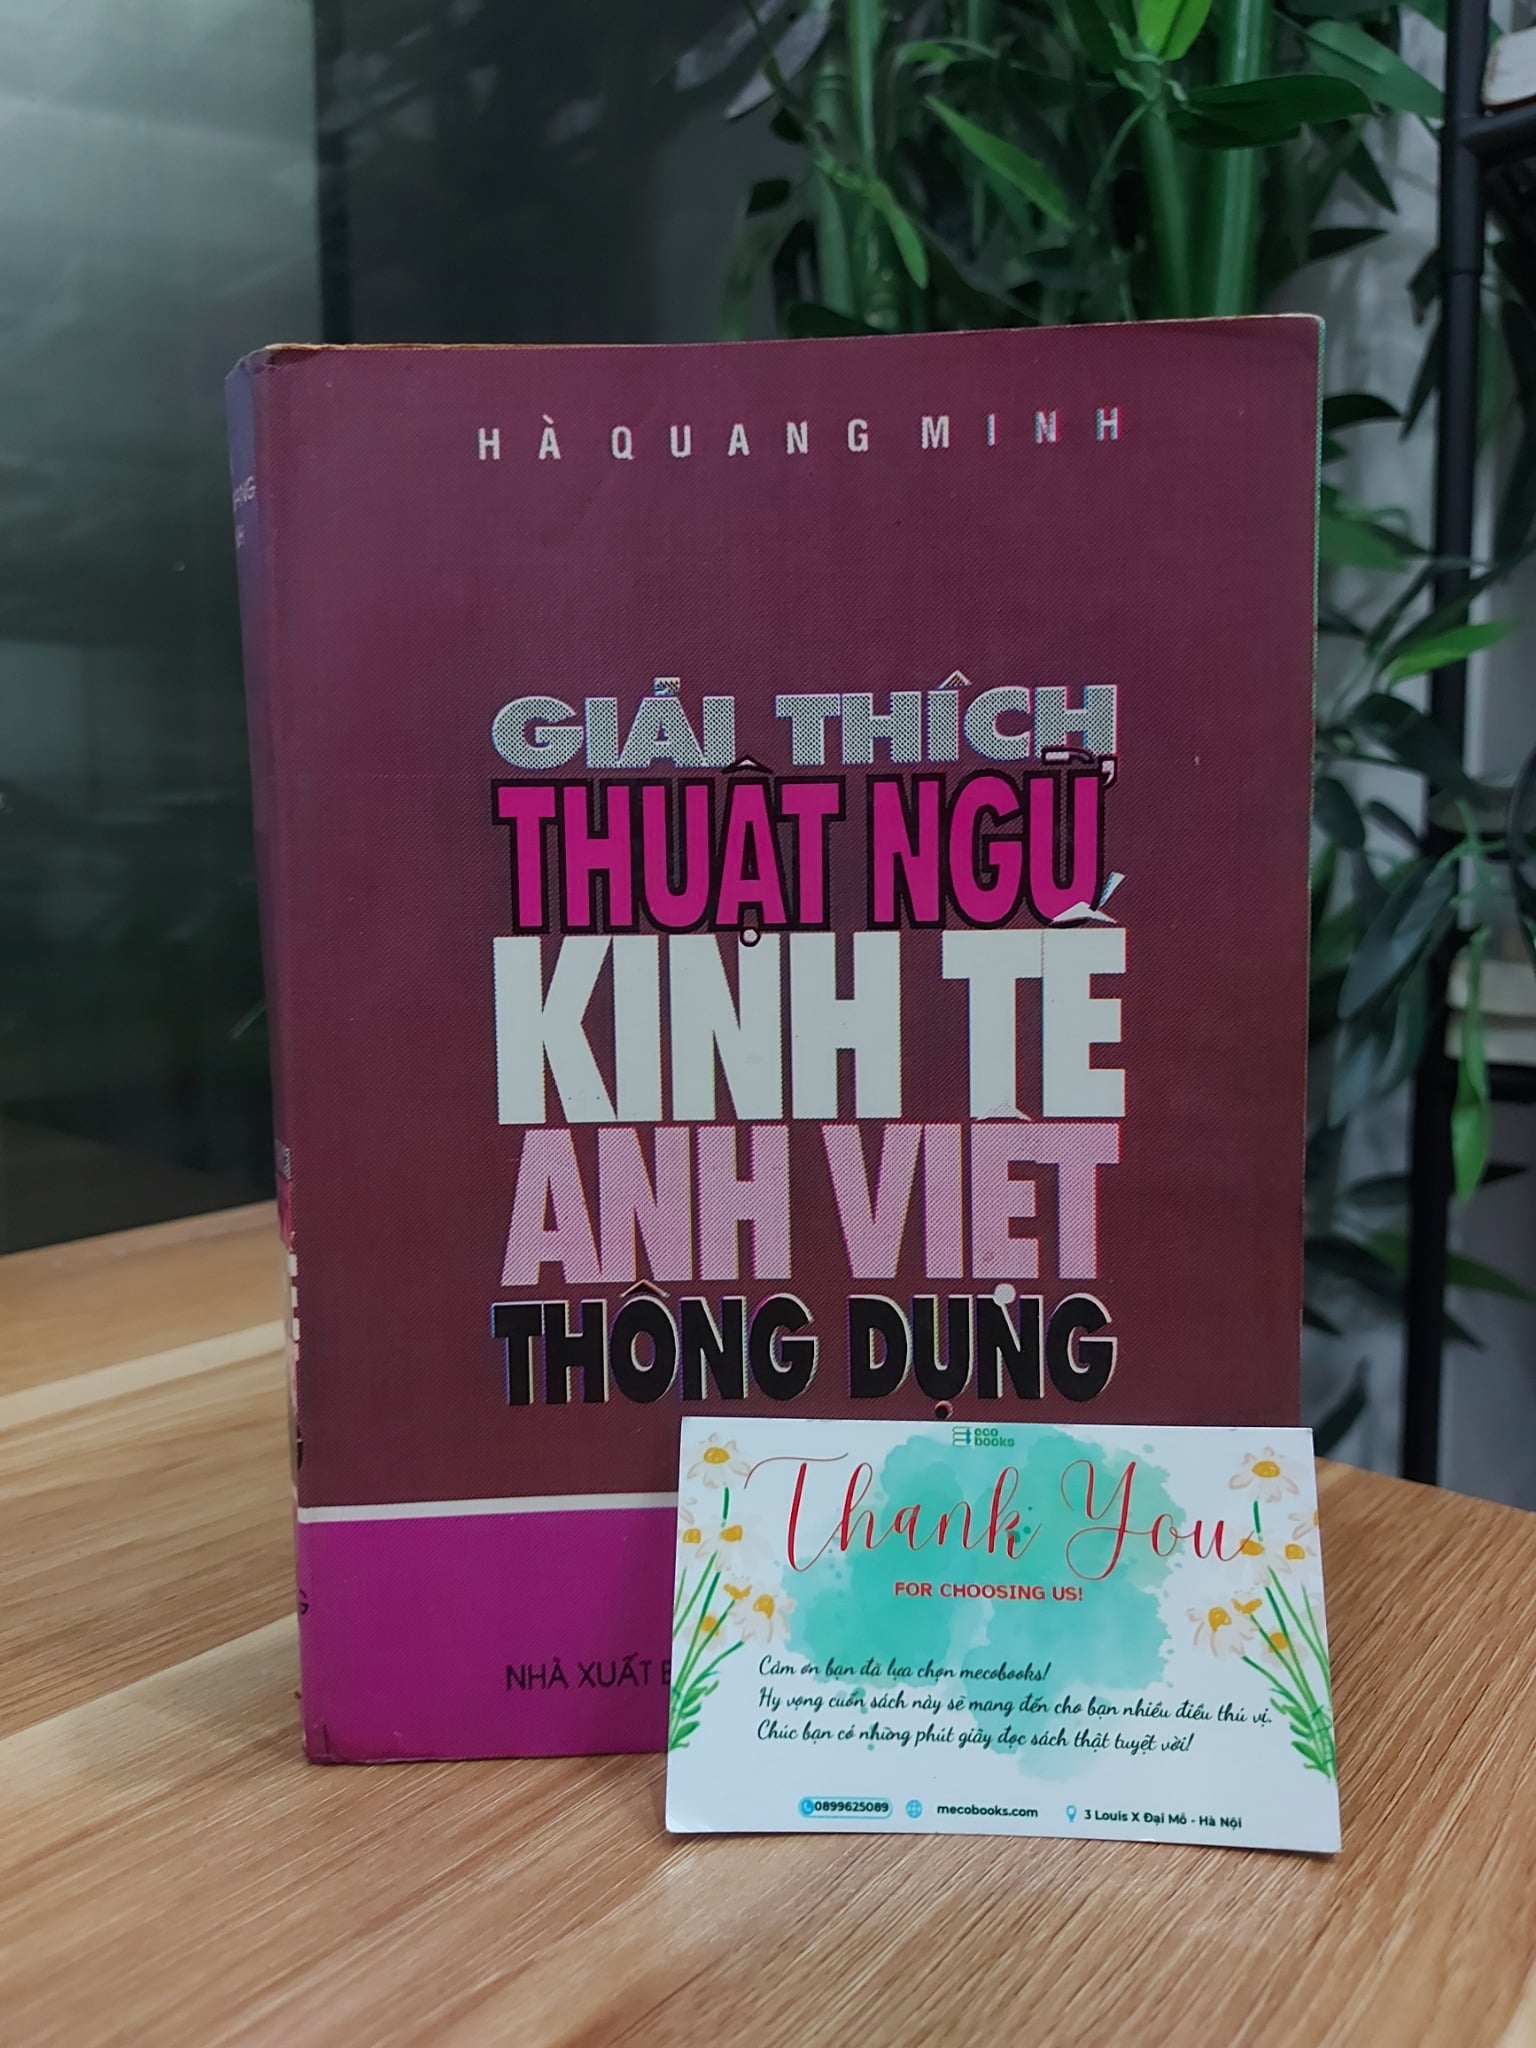 HÀ QUANG MINH
GIẢI THÍCH
THUẬT NGỮ
KINH TẾ
ANH VIỆT
THÔNG DỤNG
NHÀ XUẤT
eco
books
Thank You
FOR CHOOSING US!
Cảm ơn bạn đã lựa chọn mecobooks!
Hy vọng cuốn sách này sẽ mang đến cho bạn nhiều điều thú vị.
Chúc bạn có những phút giây đọc sách thật tuyệt vời!
0899625089 mecobooks.com 3 Louis X Đại Mỗ - Hà Nội